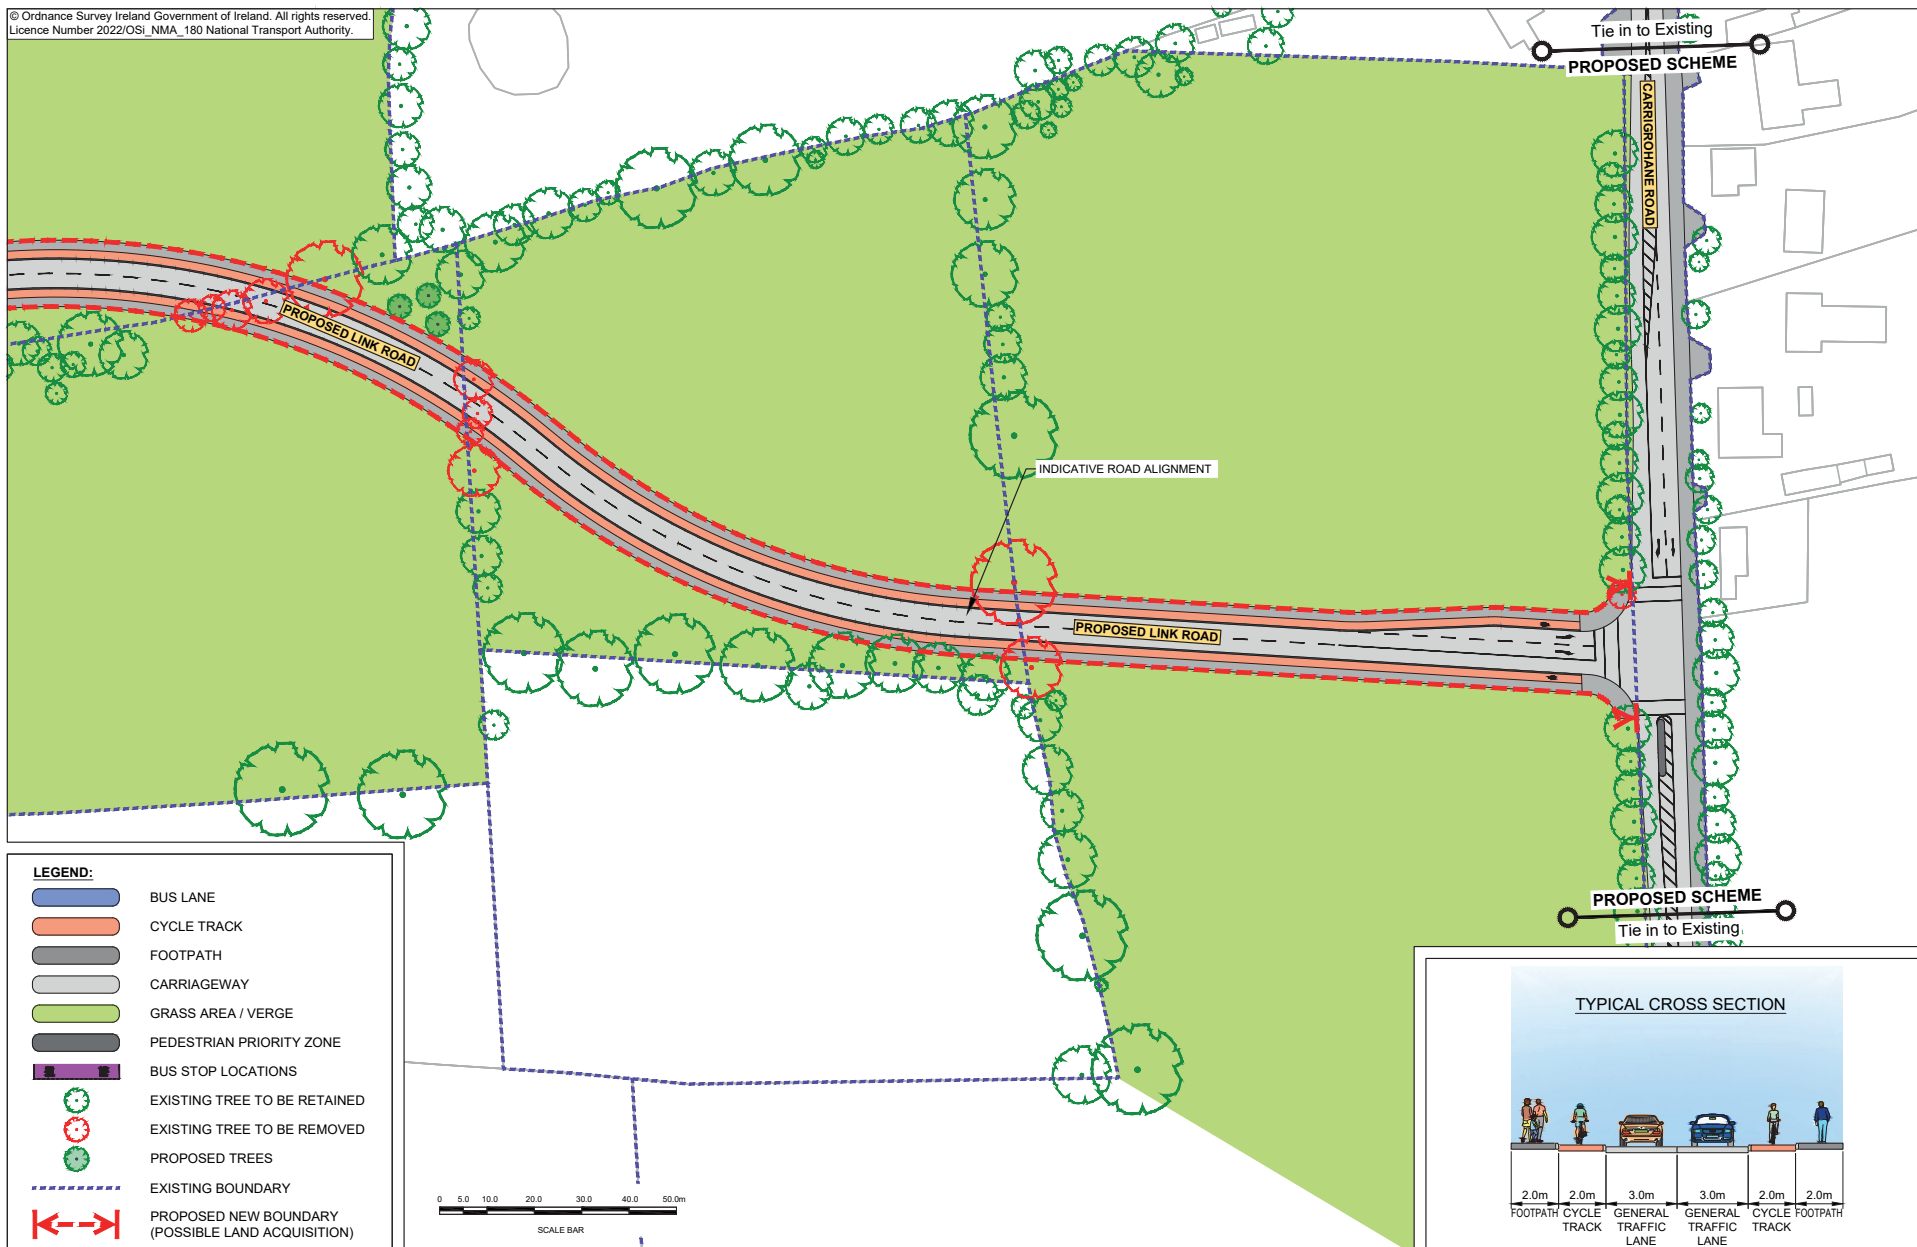 © Ordnance Survey Ireland Government of Ireland. All rights reserved.
Licence Number 2022/OSi_NMA_180 National Transport Authority.
Tie in to Existing
PROPOSED SCHEME
CARRIGROHANE ROAD
PROPOSED LINK ROAD
INDICATIVE ROAD ALIGNMENT
PROPOSED LINK ROAD
PROPOSED SCHEME
Tie in to Existing
LEGEND:
BUS LANE
CYCLE TRACK
FOOTPATH
CARRIAGEWAY
GRASS AREA / VERGE
PEDESTRIAN PRIORITY ZONE
BUS STOP LOCATIONS
EXISTING TREE TO BE RETAINED
EXISTING TREE TO BE REMOVED
PROPOSED TREES
EXISTING BOUNDARY
PROPOSED NEW BOUNDARY
(POSSIBLE LAND ACQUISITION)
0 5.0 10.0 20.0 30.0 40.0 50.0m
SCALE BAR
TYPICAL CROSS SECTION
2.0m 2.0m 3.0m 3.0m 2.0m 2.0m
FOOTPATH CYCLE GENERAL GENERAL CYCLE FOOTPATH
TRACK TRAFFIC TRAFFIC TRACK
LANE LANE